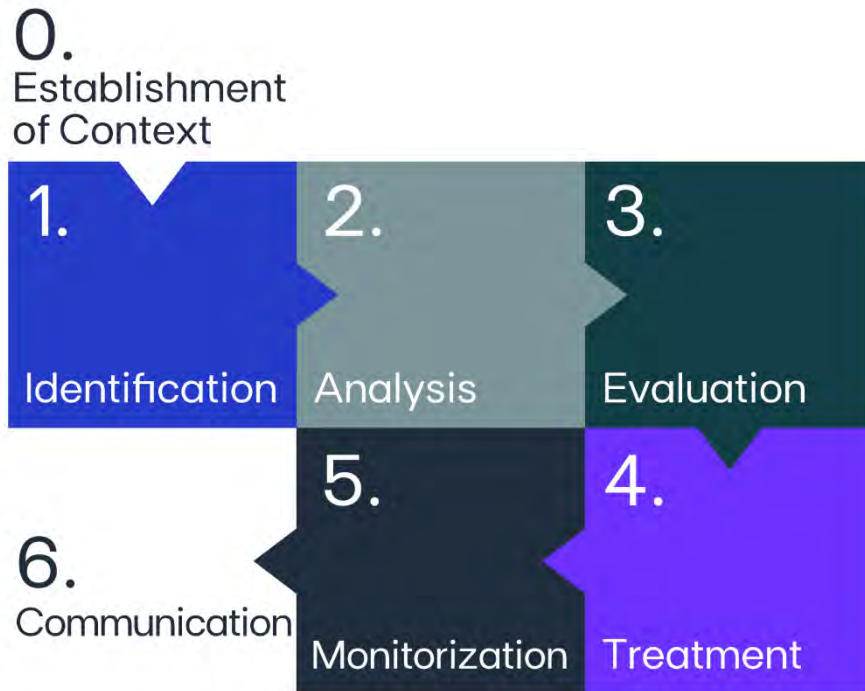 0.
Establishment
of Context
1.
Identification
2.
Analysis
3.
Evaluation
4.
Treatment
5.
Monitorization
6.
Communication